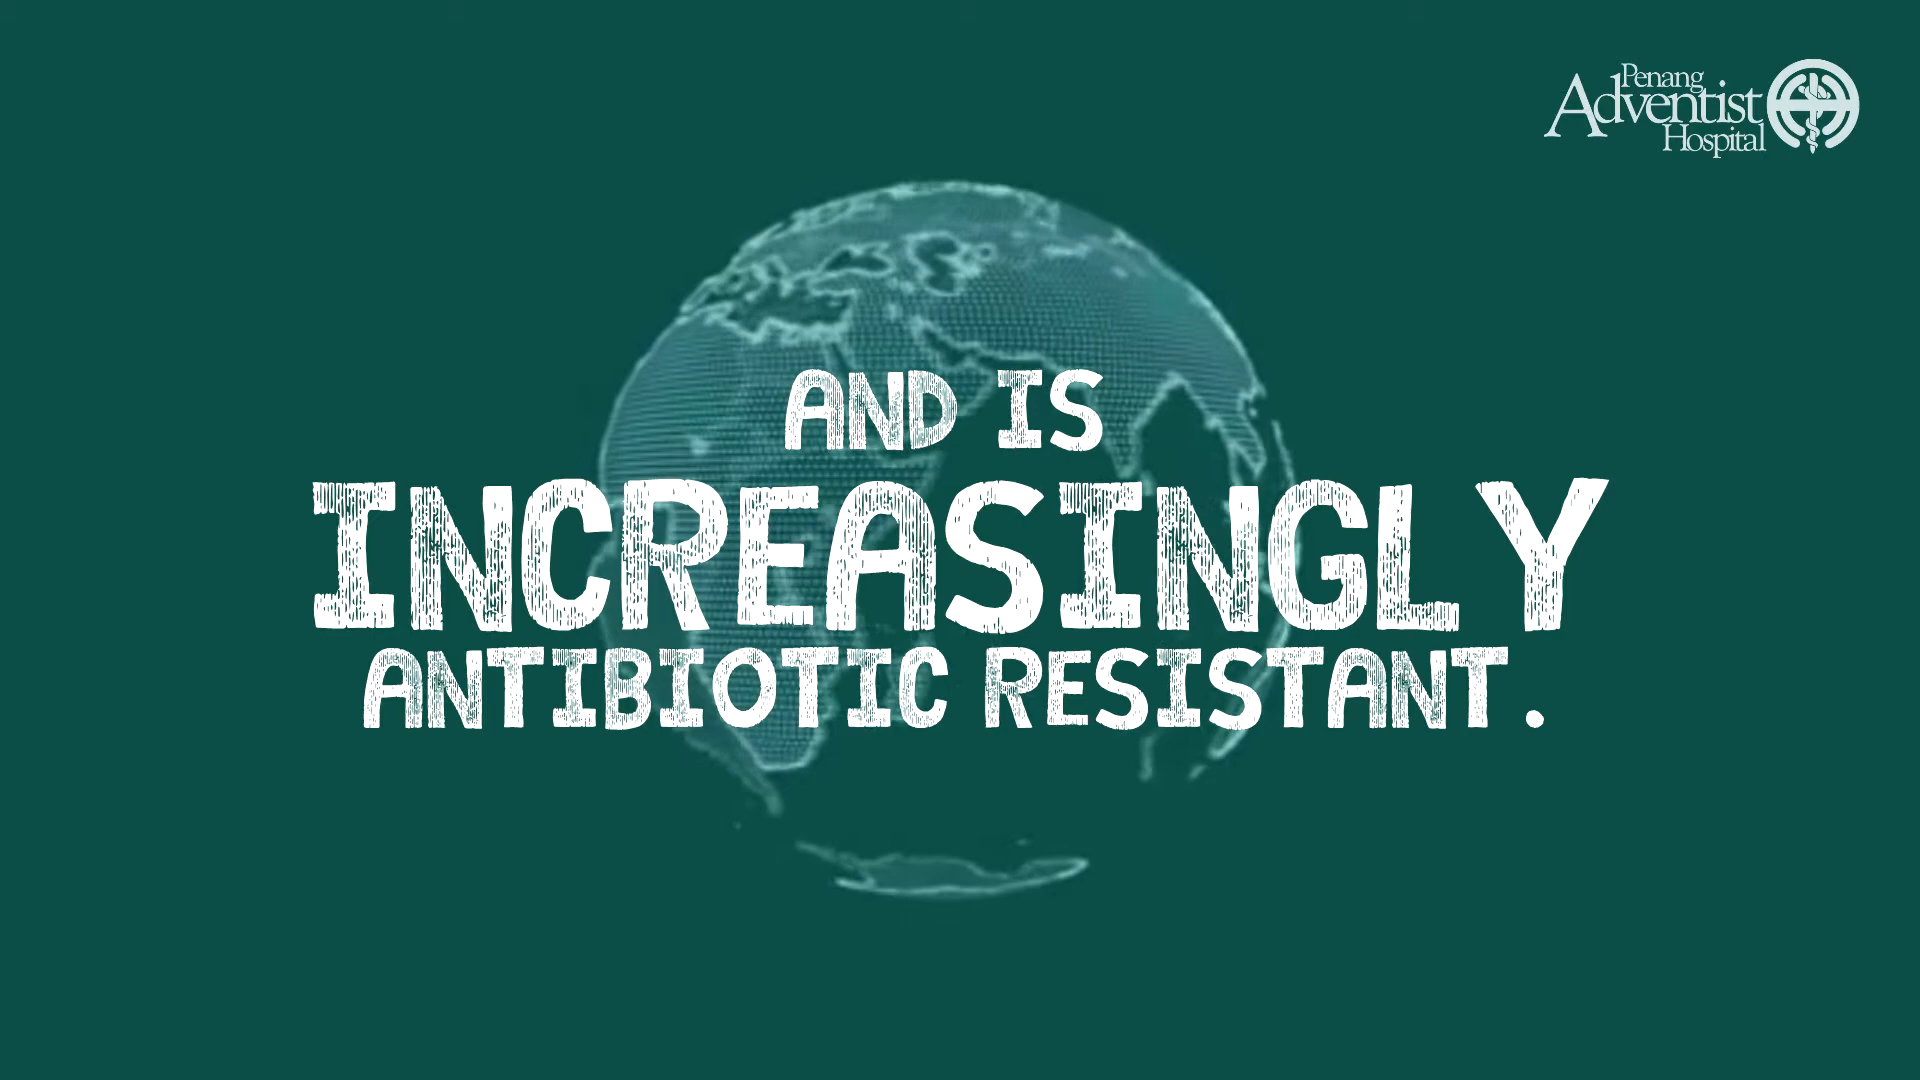 Penang
Adventist
Hospital
AND IS
INCREASINGLY
ANTIBIOTIC RESISTANT.